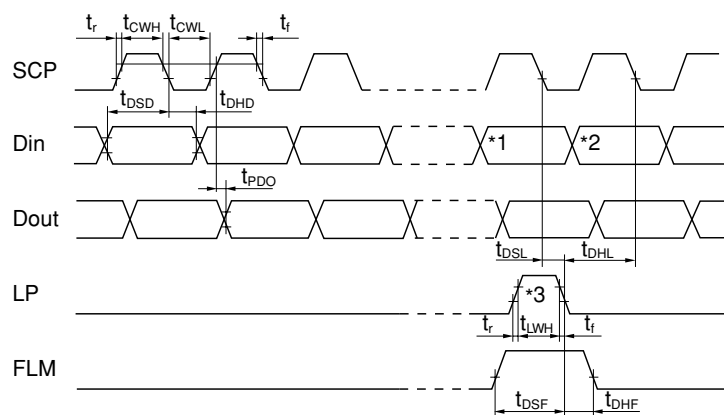 tr tCWH tCWL tf
SCP
tDSD tDHD
Din *1 *2
tPDO
Dout
tDSL tDHL
LP *3
tr tLWH tf
FLM
tDSF tDHF